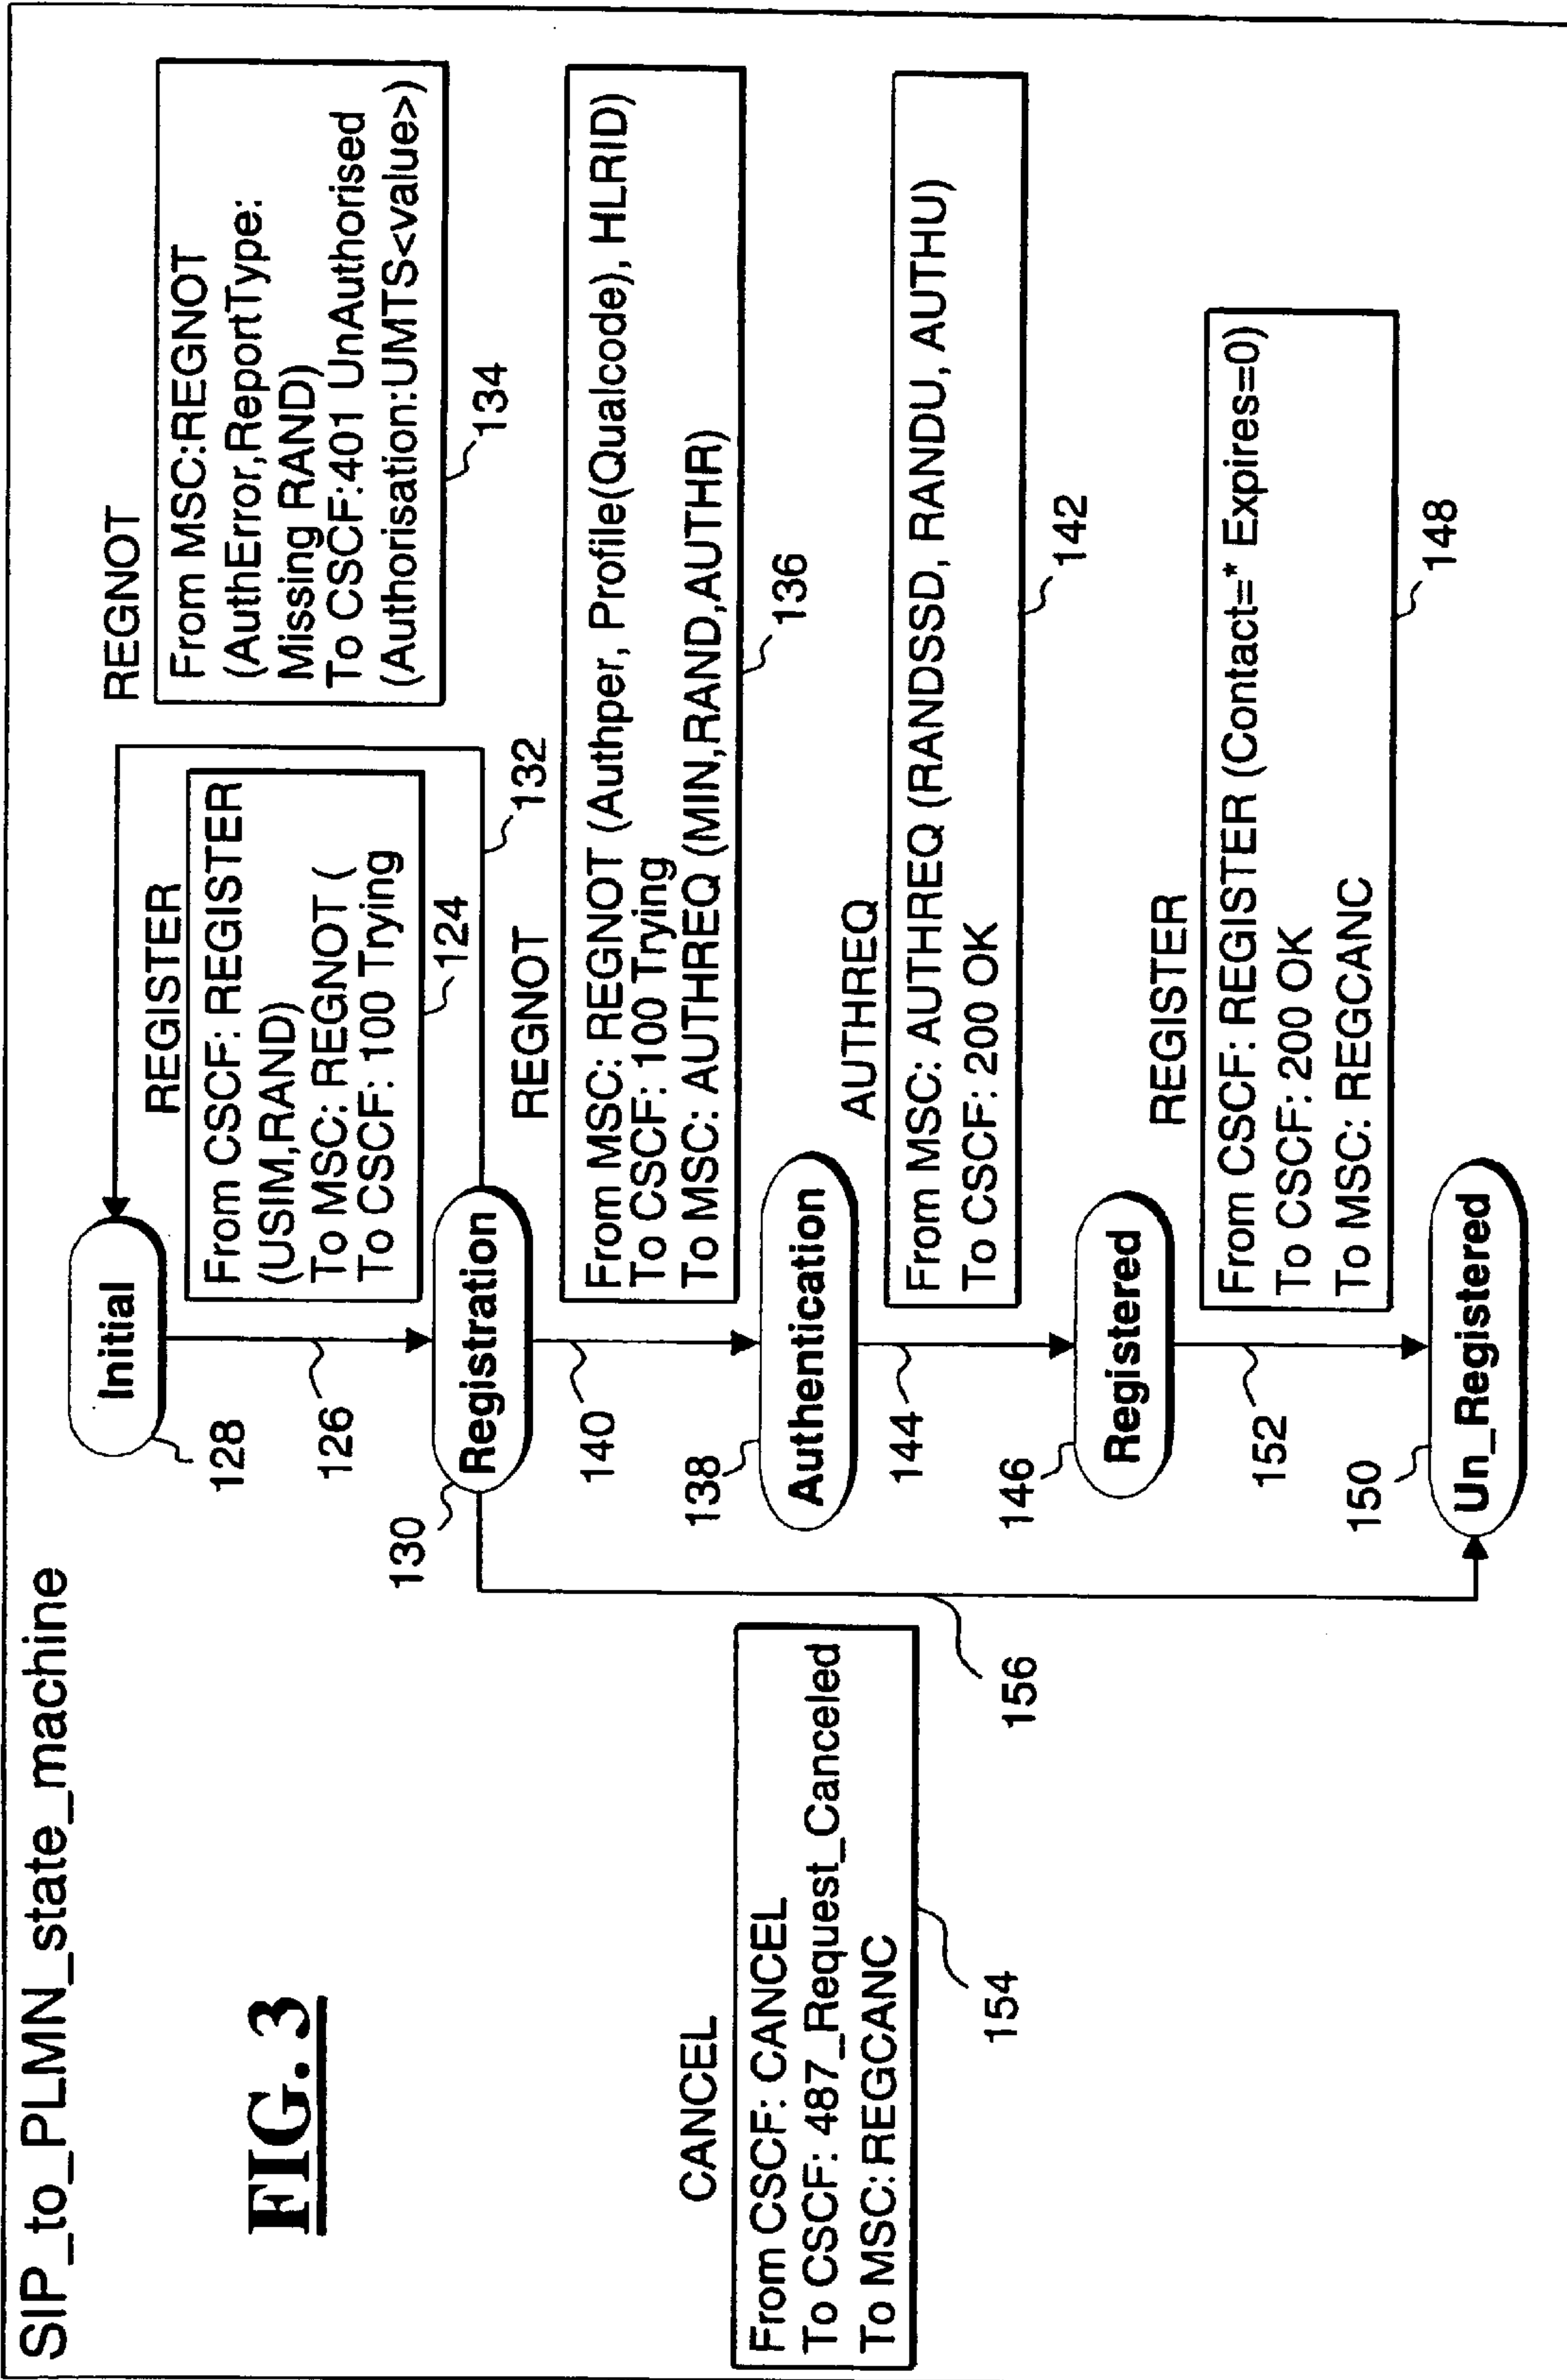 SIP_to_PLMN_state_machine
FIG. 3
Initial
128
126
REGISTER
From CSCF: REGISTER
(USIM,RAND)
To MSC: REGNOT (
To CSCF: 100 Trying
124
132
REGNOT
From MSC:REGNOT
(AuthError,ReportType:
Missing RAND)
To CSCF:401 UnAuthorised
(Authorisation:UMTS<value>)
134
Registration
130
140
REGNOT
From MSC: REGNOT (Authper, Profile(Qualcode), HLRID)
To CSCF: 100 Trying
To MSC: AUTHREQ (MIN,RAND,AUTHR)
136
CANCEL
From CSCF: CANCEL
To CSCF: 487_Request_Canceled
To MSC:REGCANC
154
156
Authentication
138
144
AUTHREQ
From MSC: AUTHREQ (RANDSSD, RANDU, AUTHU)
To CSCF: 200 OK
142
Registered
146
152
REGISTER
From CSCF: REGISTER (Contact=* Expires=0)
To CSCF: 200 OK
To MSC: REGCANC
148
Un_Registered
150